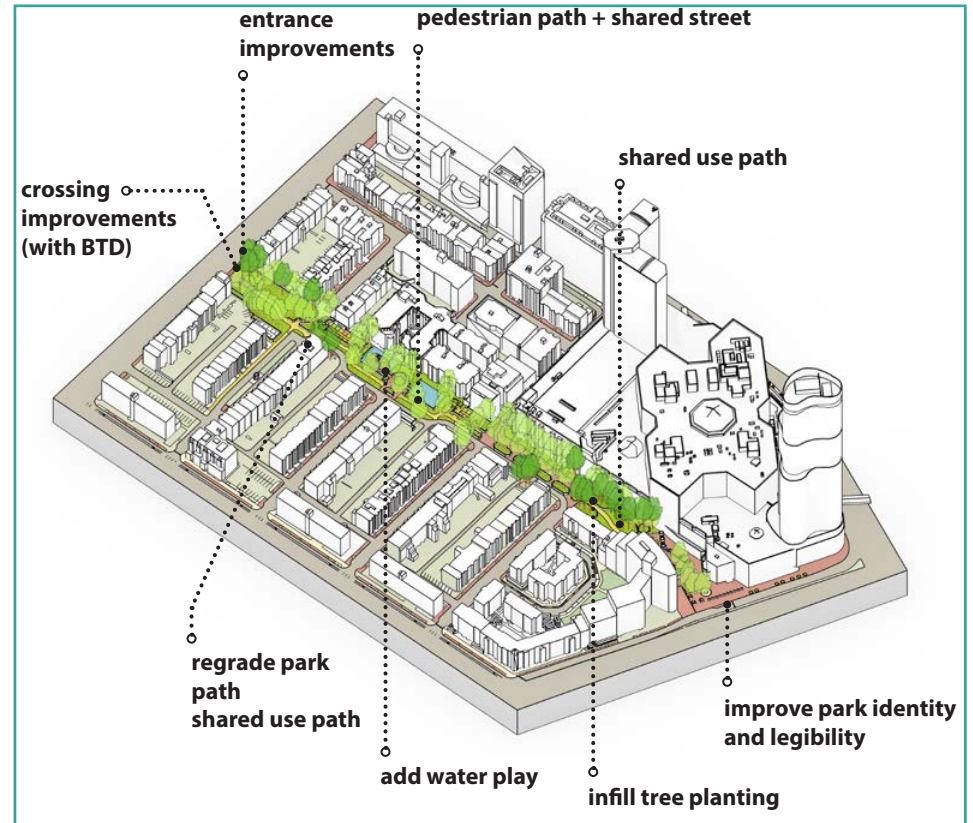 entrance
improvements
pedestrian path + shared street
shared use path
crossing
improvements
(with BTD)
regrade park
path
shared use path
add water play
infill tree planting
improve park identity
and legibility